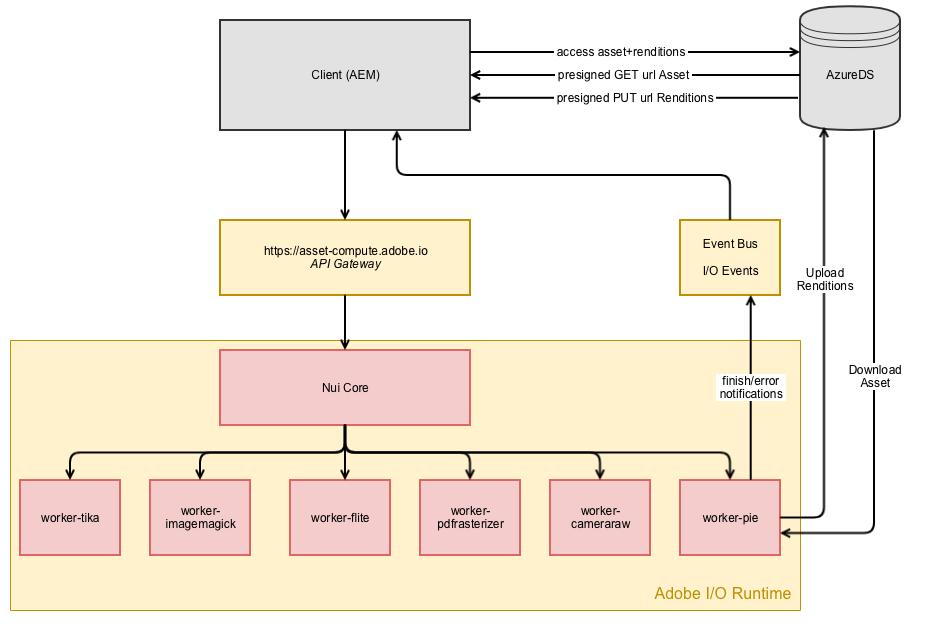 Client (AEM)
access asset+renditions
presigned GET url Asset
presigned PUT url Renditions
AzureDS
https://asset-compute.adobe.io
API Gateway
Event Bus
I/O Events
Upload
Renditions
Download
Asset
finish/error
notifications
Nui Core
worker-tika
worker-
imagemagick
worker-flite
worker-
pdfrasterizer
worker-
cameraraw
worker-pie
Adobe I/O Runtime